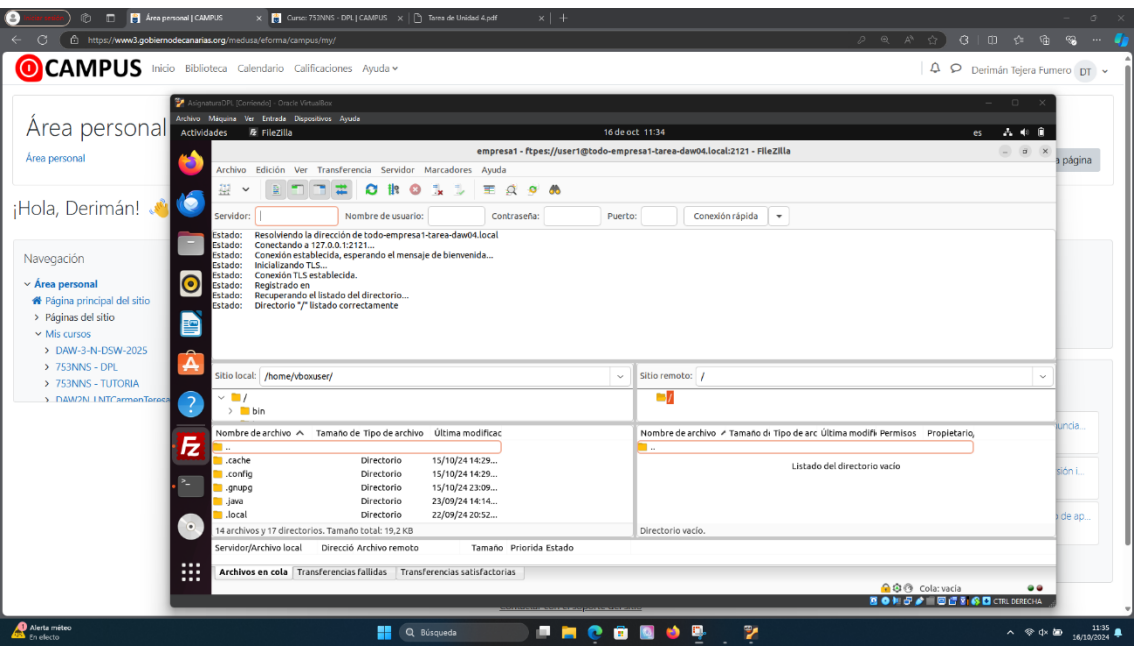 Área personal | CAMPUS
Curso: 753NNS - DPL | CAMPUS
Tarea de Unidad 4.pdf
https://www3.gobiernodecanarias.org/medusa/eforma/campus/my/
CAMPUS Inicio Biblioteca Calendario Calificaciones Ayuda
Derimán Tejera Fumero DT
Área personal
Área personal
a página
¡Hola, Derimán!
Navegación
Área personal
Página principal del sitio
Páginas del sitio
Mis cursos
DAW-3-N-DSW-2025
753NNS - DPL
753NNS - TUTORIA
DAW2N_LNTCarmenTeresa
AsignaturaDPL [Corriendo] - Oracle VirtualBox
Archivo Máquina Ver Entrada Dispositivos Ayuda
Actividades FileZilla 16 de oct 11:34 es
empresa1 - ftpes://user1@todo-empresa1-tarea-daw04.local:2121 - FileZilla
Archivo Edición Ver Transferencia Servidor Marcadores Ayuda
Servidor: Nombre de usuario: Contraseña: Puerto: Conexión rápida
Estado: Resolviendo la dirección de todo-empresa1-tarea-daw04.local
Estado: Conectando a 127.0.0.1:2121...
Estado: Conexión establecida, esperando el mensaje de bienvenida...
Estado: Inicializando TLS...
Estado: Conexión TLS establecida.
Estado: Registrado en
Estado: Recuperando el listado del directorio...
Estado: Directorio "/" listado correctamente
Sitio local: /home/vboxuser/
/
bin
Sitio remoto: /
/
Nombre de archivo Tamaño de Tipo de archivo Última modificac
..
.cache Directorio 15/10/24 14:29...
.config Directorio 15/10/24 14:29...
.gnupg Directorio 15/10/24 23:09...
.java Directorio 23/09/24 14:14...
.local Directorio 22/09/24 20:52...
14 archivos y 17 directorios. Tamaño total: 19,2 KB
Nombre de archivo Tamaño de Tipo de arc Última modifi Permisos Propietario,
..
Listado del directorio vacío
Directorio vacío.
Servidor/Archivo local Direcció Archivo remoto Tamaño Priorida Estado
Archivos en cola Transferencias fallidas Transferencias satisfactorias
Cola: vacía
CTRL DERECHA
uncia...
sión i...
de ap...
Alerta méteo
En efecto
Búsqueda
11:35
16/10/2024